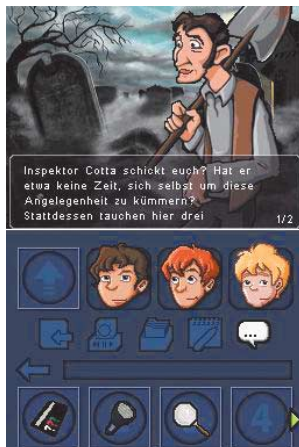 Inspektor Cotta schickt euch? Hat er
etwa keine Zeit, sich selbst um diese
Angelegenheit zu kümmern?
Stattdessen tauchen hier drei
1/2
...
4